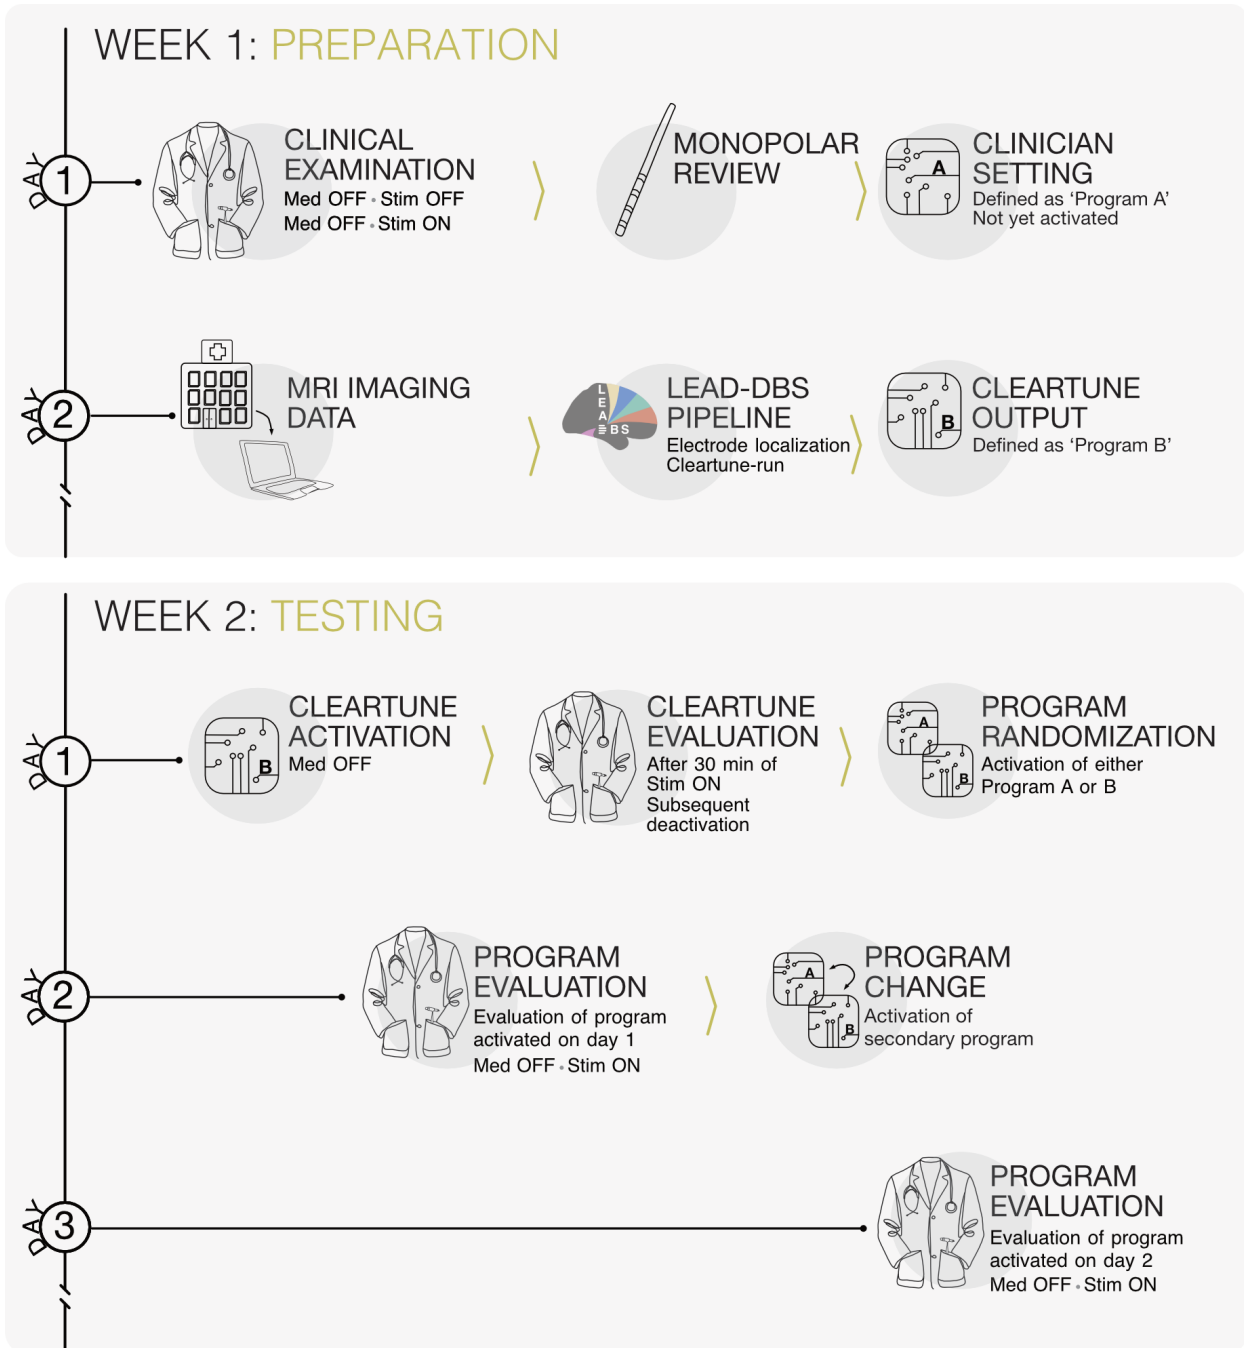 WEEK 1: PREPARATION
DAY 1
CLINICAL
EXAMINATION
Med OFF • Stim OFF
Med OFF • Stim ON
MONOPOLAR
REVIEW
A
CLINICIAN
SETTING
Defined as ‘Program A’
Not yet activated
DAY 2
MRI IMAGING
DATA
LEAD
BS
LEAD-DBS
PIPELINE
Electrode localization
Cleartune-run
B
CLEARTUNE
OUTPUT
Defined as ‘Program B’
WEEK 2: TESTING
DAY 1
B
CLEARTUNE
ACTIVATION
Med OFF
CLEARTUNE
EVALUATION
After 30 min of
Stim ON
Subsequent
deactivation
A
B
PROGRAM
RANDOMIZATION
Activation of either
Program A or B
DAY 2
PROGRAM
EVALUATION
Evaluation of program
activated on day 1
Med OFF • Stim ON
A
B
PROGRAM
CHANGE
Activation of
secondary program
DAY 3
PROGRAM
EVALUATION
Evaluation of program
activated on day 2
Med OFF • Stim ON